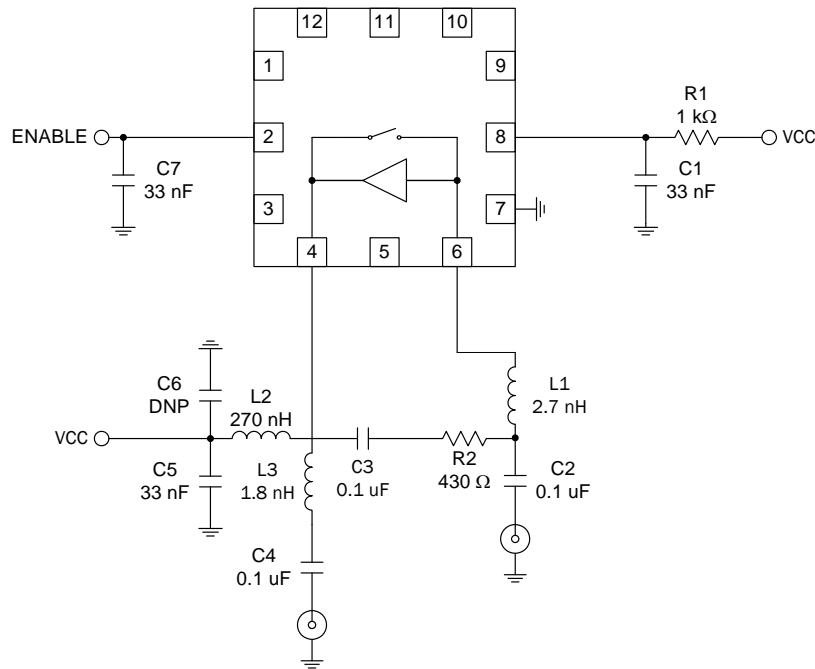 12
11
10
1
9
R1
1 kΩ
ENABLE
2
8
VCC
C7
33 nF
C1
33 nF
3
7
4
5
6
C6
DNP
L2
270 nH
L1
2.7 nH
VCC
C5
33 nF
L3
1.8 nH
C3
0.1 uF
R2
430 Ω
C2
0.1 uF
C4
0.1 uF